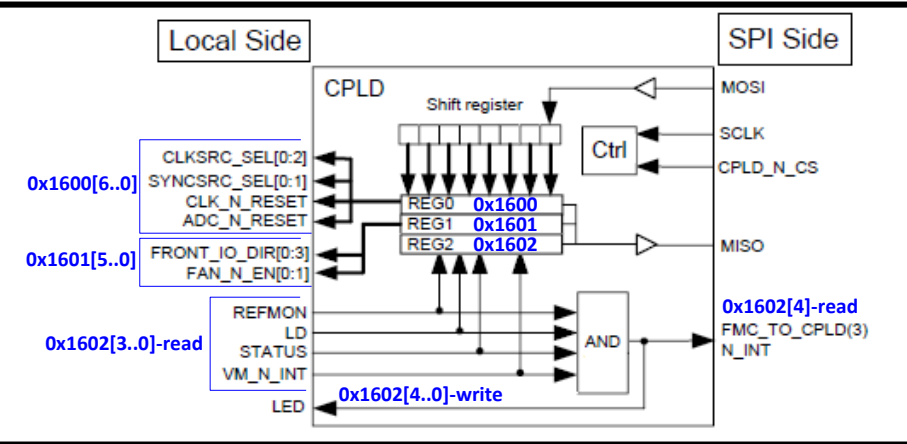 Local Side
SPI Side
CPLD
MOSI
Shift register
SCLK
Ctrl
CPLD_N_CS
CLKSRC_SEL[0:2]
0x1600[6..0]
SYNCSRC_SEL[0:1]
CLK_N_RESET
ADC_N_RESET
REG0 0x1600
REG1 0x1601
REG2 0x1602
MISO
0x1601[5..0]
FRONT_IO_DIR[0:3]
FAN_N_EN[0:1]
0x1602[3..0]-read
REFMON
LD
STATUS
VM_N_INT
AND
0x1602[4]-read
FMC_TO_CPLD(3)
N_INT
0x1602[4..0]-write
LED